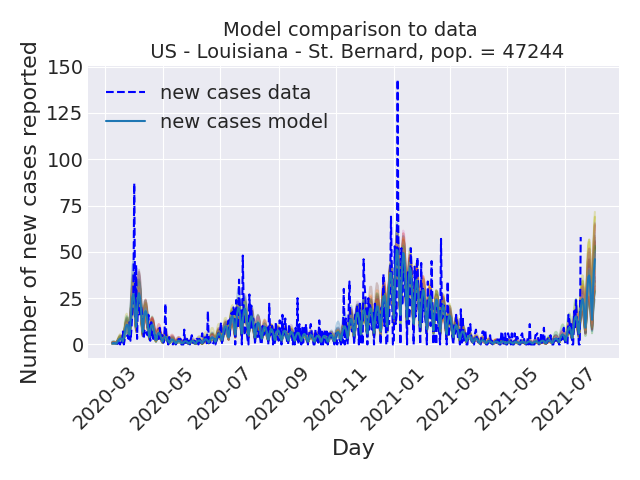 Model comparison to data
US - Louisiana - St. Bernard, pop. = 47244
150
125
100
75
50
25
0
Number of new cases reported
new cases data
new cases model
2020-03
2020-05
2020-07
2020-09
2020-11
2021-01
2021-03
2021-05
2021-07
Day